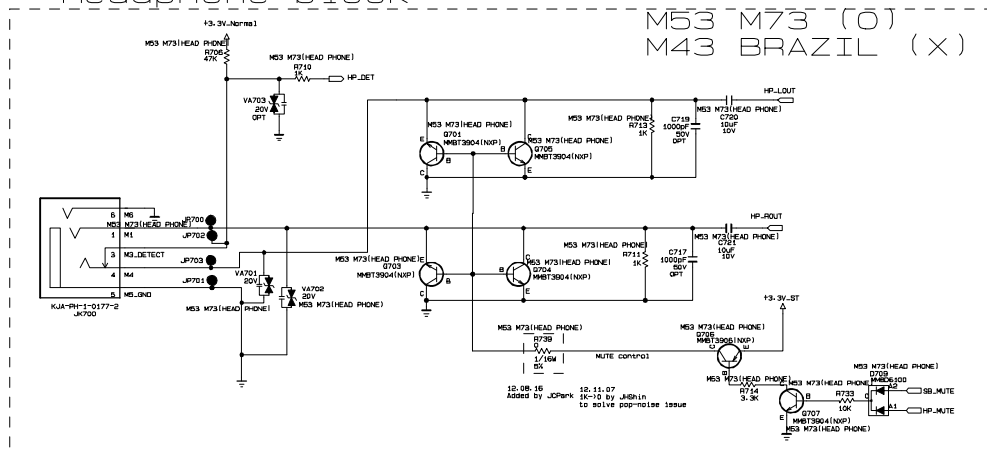 Headphone block
M53 M73 (O)
M43 BRAZIL (X)
+3.3V_Normal
M53 M73(HEAD PHONE)
R706
47K
M53 M73(HEAD PHONE)
R710
1K
HP_DET
VA703
20V
OPT
HP_LOUT
M53 M73(HEAD PHONE)
Q701
MMBT3904(NXP)
E
B
C
M53 M73(HEAD PHONE)
Q705
MMBT3904(NXP)
C
B
E
M53 M73(HEAD PHONE)
R713
1K
C719
1000pF
50V
OPT
M53 M73(HEAD PHONE)
C720
10uF
10V
6 M6
M53 M73(HEAD PHONE)
1 M1
3 M3_DETECT
4 M4
5 M5_GND
KJA-PH-1-0177-2
JK700
JP700
JP702
JP703
JP701
VA701
20V
M53 M73(HEAD PHONE)
VA702
20V
M53 M73(HEAD PHONE)
HP_ROUT
M53 M73(HEAD PHONE)
Q703
MMBT3904(NXP)
E
B
C
M53 M73(HEAD PHONE)
Q704
MMBT3904(NXP)
C
B
E
M53 M73(HEAD PHONE)
R711
1K
C717
1000pF
50V
OPT
M53 M73(HEAD PHONE)
C721
10uF
10V
+3.3V_ST
M53 M73(HEAD PHONE)
R739
0
1/16W
5%
MUTE control
M53 M73(HEAD PHONE)
Q706
MMBT3906(NXP)
C
E
B
12.08.16
Added by JCPark
12.11.07
1K->0 by JHShin
to solve pop-noise issue
M53 M73(HEAD PHONE)
R714
3.3K
M53 M73(HEAD PHONE)
C
B
E
Q707
MMBT3904(NXP)
M53 M73(HEAD PHONE)
R733
10K
M53 M73(HEAD PHONE)
D709
MMBD6100
C
A2
A1
SB_MUTE
HP_MUTE